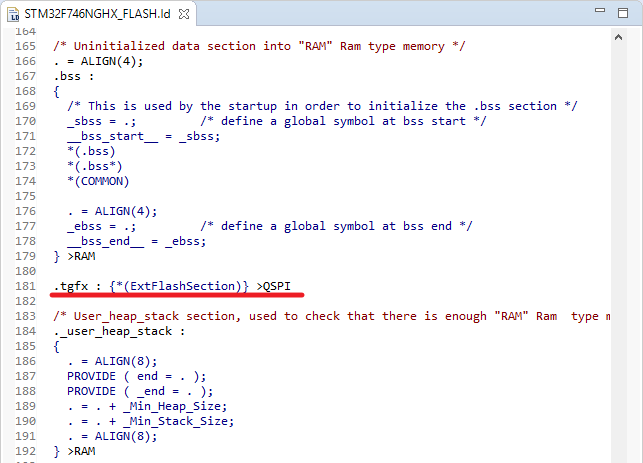 STM32F746NGHX_FLASH.ld
164
165 /* Uninitialized data section into "RAM" Ram type memory */
166 . = ALIGN(4);
167 .bss :
168 {
169 /* This is used by the startup in order to initialize the .bss section */
170 _sbss = .; /* define a global symbol at bss start */
171 __bss_start__ = _sbss;
172 *(.bss)
173 *(.bss*)
174 *(COMMON)
175
176 . = ALIGN(4);
177 _ebss = .; /* define a global symbol at bss end */
178 __bss_end__ = _ebss;
179 } >RAM
180
181 .tgfx : {*(ExtFlashSection)} >QSPI
182
183 /* User_heap_stack section, used to check that there is enough "RAM" Ram  type m
184 ._user_heap_stack :
185 {
186 . = ALIGN(8);
187 PROVIDE ( end = . );
188 PROVIDE ( _end = . );
189 . = . + _Min_Heap_Size;
190 . = . + _Min_Stack_Size;
191 . = ALIGN(8);
192 } >RAM